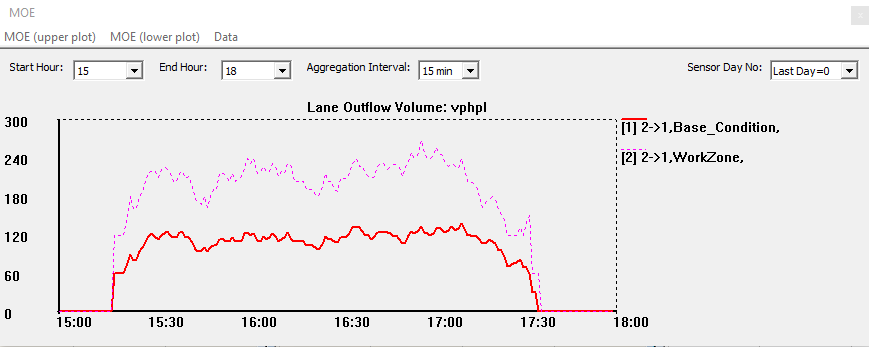 MOE
MOE (upper plot) MOE (lower plot) Data
Start Hour: 15 End Hour: 18 Aggregation Interval: 15 min Sensor Day No: Last Day=0
Lane Outflow Volume: vphpl
300
[1] 2->1,Base_Condition,
240
[2] 2->1,WorkZone,
180
120
60
0
15:00 15:30 16:00 16:30 17:00 17:30 18:00